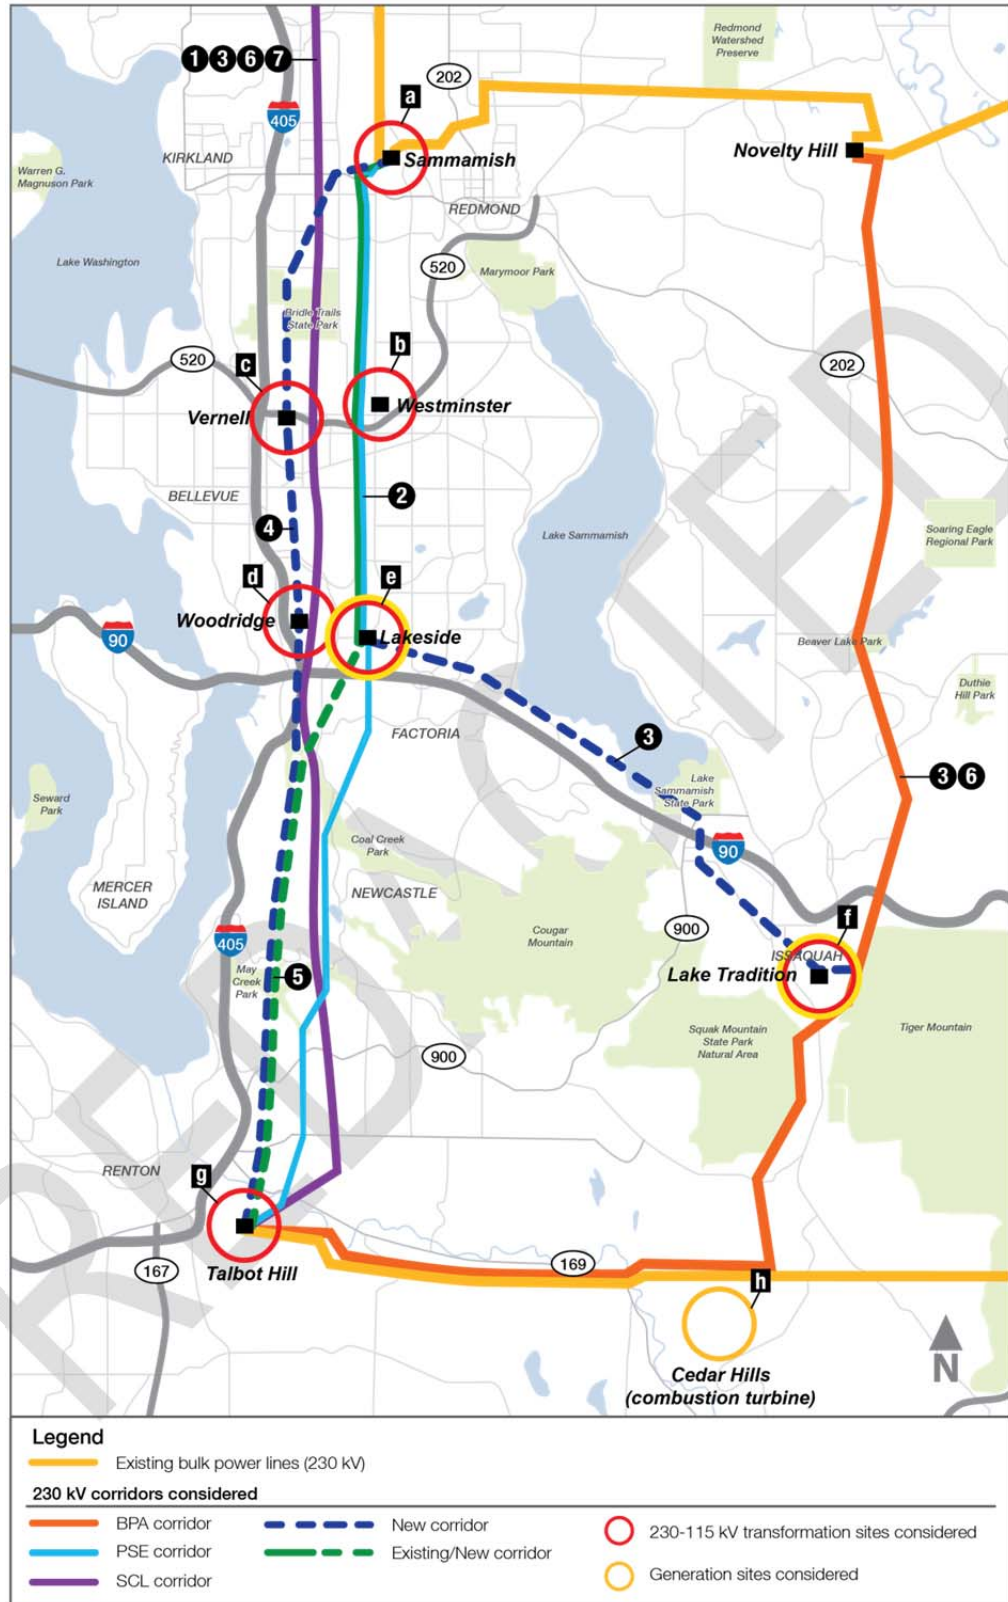 1 3 6 7
202
Redmond
Watershed
Preserve
a
405
KIRKLAND
Sammamish
Novelty Hill
Warren G.
Magnuson Park
REDMOND
Lake Washington
520
Marymoor Park
Bridle Trails
State Park
520
c
b
202
Vernell
Westminster
BELLEVUE
2
4
Lake Sammamish
Soaring Eagle
Regional Park
d
e
Woodridge
Lakeside
90
Beaver Lake Park
Duthie
Hill Park
FACTORIA
3
3 6
Lake
Sammamish
State Park
Seward
Park
Coal Creek
Park
90
MERCER
ISLAND
NEWCASTLE
f
900
Cougar
Mountain
405
ISSAQUAH
Lake Tradition
May
Creek
Park
5
Squak Mountain
State Park
Natural Area
Tiger Mountain
900
RENTON
g
169
167
Talbot Hill
h
N
Cedar Hills
(combustion turbine)
Legend
Existing bulk power lines (230 kV)
230 kV corridors considered
BPA corridor
New corridor
230-115 kV transformation sites considered
PSE corridor
Existing/New corridor
Generation sites considered
SCL corridor